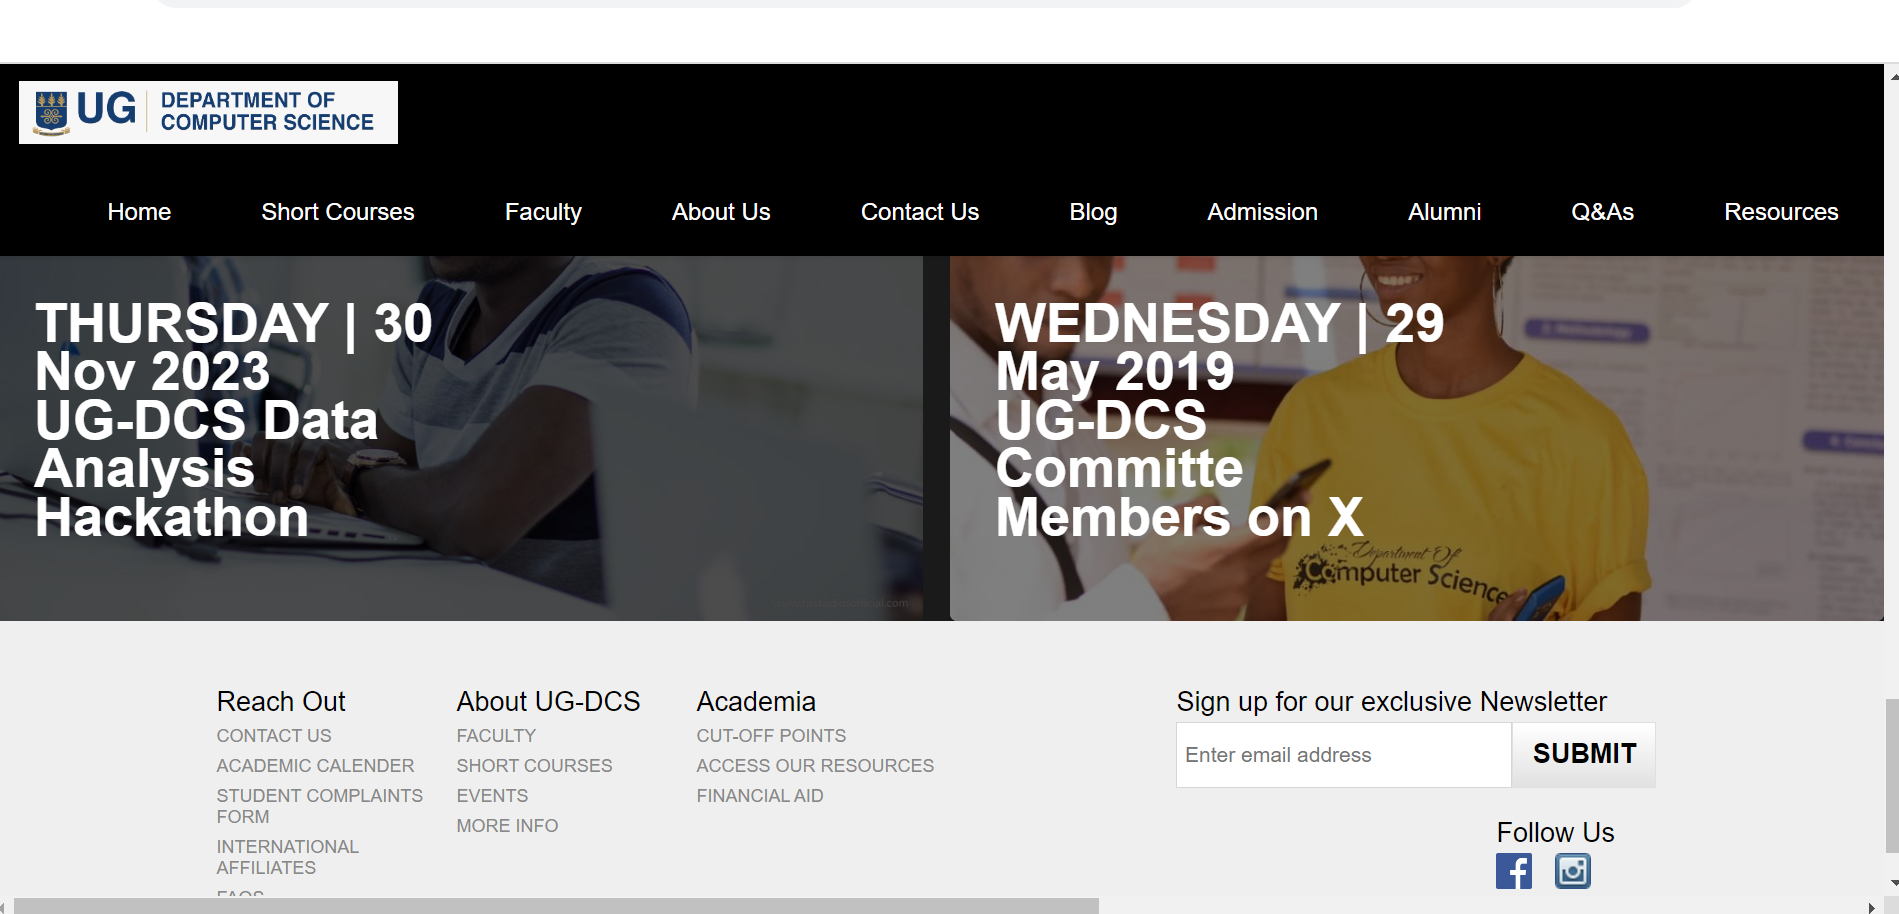 UG
DEPARTMENT OF
COMPUTER SCIENCE
Home
Short Courses
Faculty
About Us
Contact Us
Blog
Admission
Alumni
Q&As
Resources
THURSDAY | 30
Nov 2023
UG-DCS Data
Analysis
Hackathon
WEDNESDAY | 29
May 2019
UG-DCS
Committe
Members on X
Department Of
Computer Science
Reach Out
CONTACT US
ACADEMIC CALENDER
STUDENT COMPLAINTS
FORM
INTERNATIONAL
AFFILIATES
FAQS
About UG-DCS
FACULTY
SHORT COURSES
EVENTS
MORE INFO
Academia
CUT-OFF POINTS
ACCESS OUR RESOURCES
FINANCIAL AID
Sign up for our exclusive Newsletter
Enter email address
SUBMIT
Follow Us